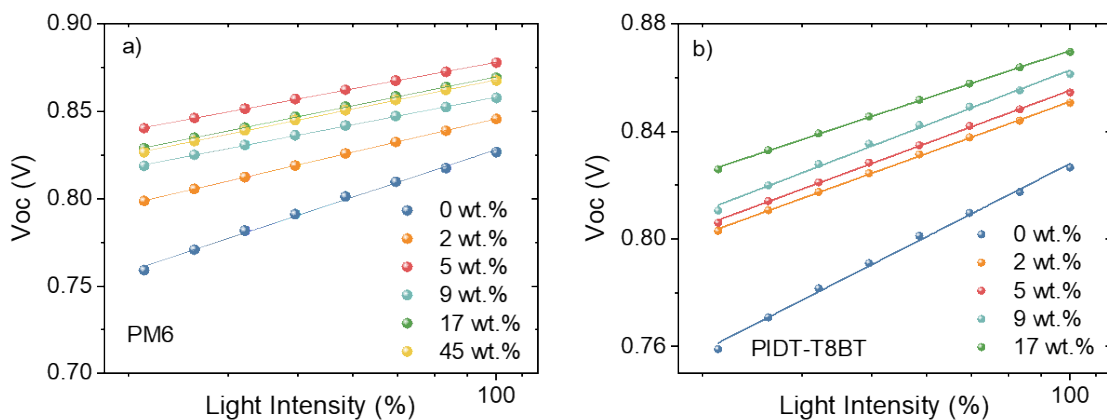 a)
0.90
0.85
0.80
0.75
0.70
Voc (V)
0 wt.%
2 wt.%
5 wt.%
9 wt.%
17 wt.%
45 wt.%
PM6
100
Light Intensity (%)
b)
0.88
0.84
0.80
0.76
Voc (V)
0 wt.%
2 wt.%
5 wt.%
9 wt.%
17 wt.%
PIDT-T8BT
100
Light Intensity (%)